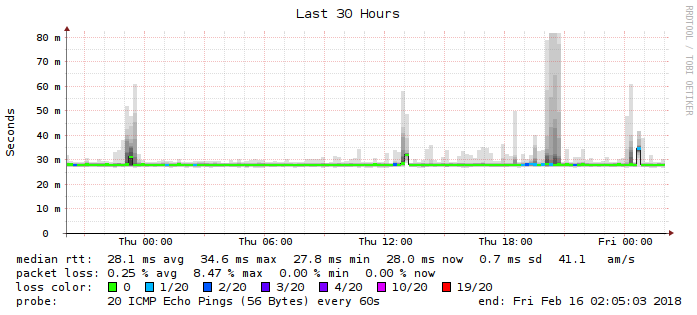 Last 30 Hours
RRDTOOL / TOBI OETIKER
Seconds
80 m
70 m
60 m
50 m
40 m
30 m
20 m
10 m
0
Thu 00:00 Thu 06:00 Thu 12:00 Thu 18:00 Fri 00:00
median rtt: 28.1 ms avg 34.6 ms max 27.8 ms min 28.0 ms now 0.7 ms sd 41.1 am/s
packet loss: 0.25 % avg 8.47 % max 0.00 % min 0.00 % now
loss color: 0 1/20 2/20 3/20 4/20 10/20 19/20
probe: 20 ICMP Echo Pings (56 Bytes) every 60s end: Fri Feb 16 02:05:03 2018